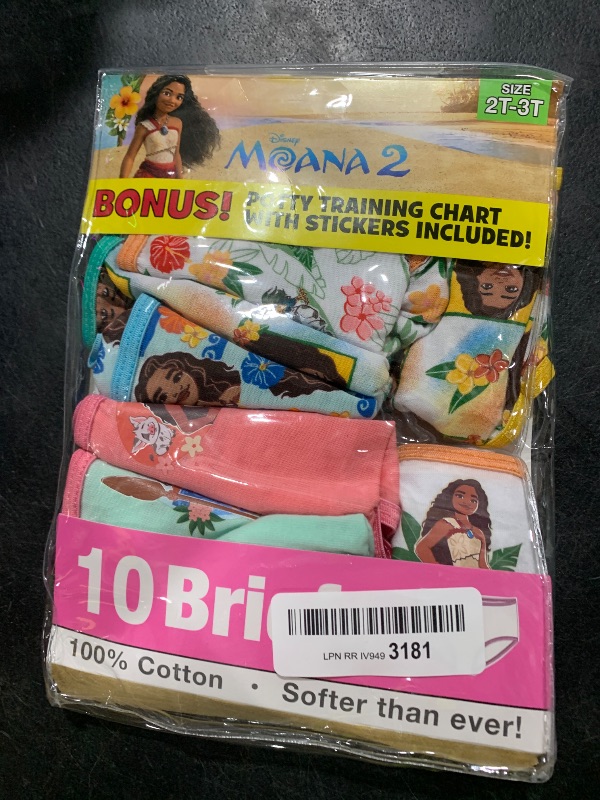 SIZE
2T-3T
Disney
MOANA 2
BONUS! POTTY TRAINING CHART
WITH STICKERS INCLUDED!
10
100% Cotton • Softer than ever!
LPN RR IV949 3181